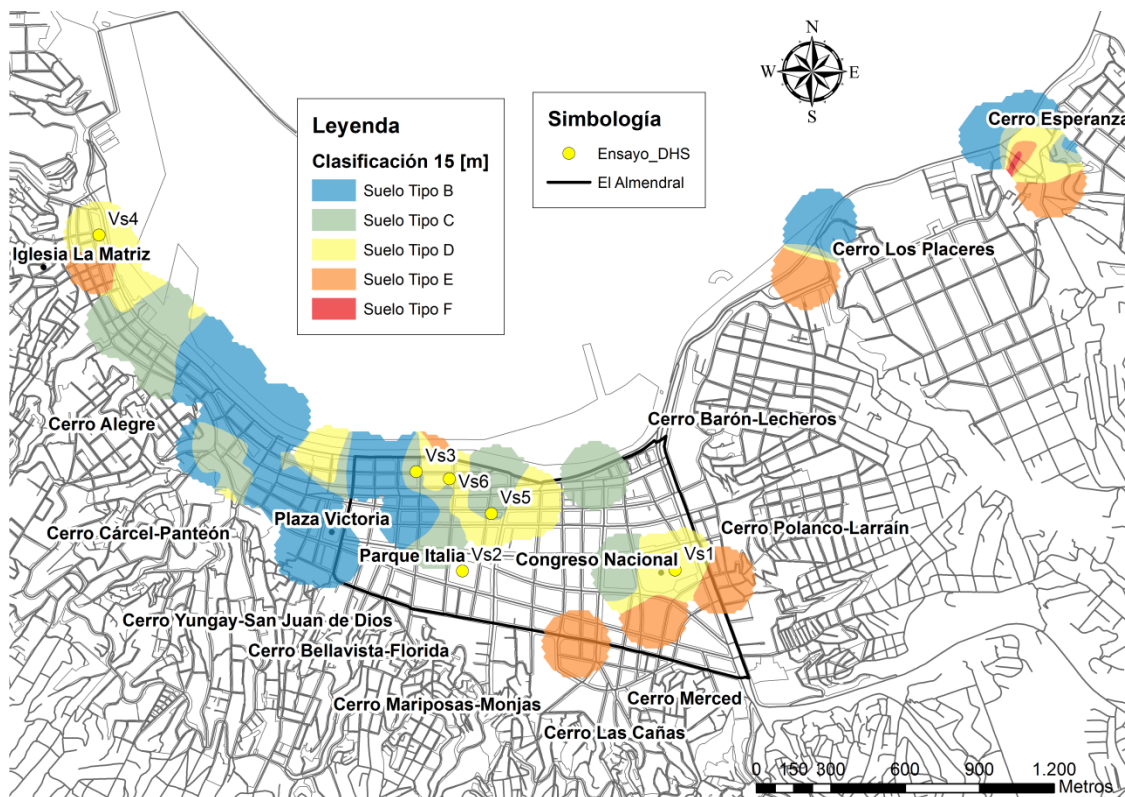 N
W
E
S
Leyenda
Clasificación 15 [m]
Suelo Tipo B
Suelo Tipo C
Suelo Tipo D
Suelo Tipo E
Suelo Tipo F
Simbología
Ensayo_DHS
El Almendral
Cerro Esperanza
Vs4
Iglesia La Matriz
Cerro Los Placeres
Cerro Alegre
Cerro Barón-Lecheros
Vs3
Vs6
Vs5
Plaza Victoria
Cerro Cárcel-Panteón
Cerro Polanco-Larraín
Parque Italia
Vs2
Congreso Nacional
Vs1
Cerro Yungay-San Juan de Dios
Cerro Bellavista-Florida
Cerro Mariposas-Monjas
Cerro Merced
Cerro Las Cañas
0 150 300 600 900 1.200
Metros